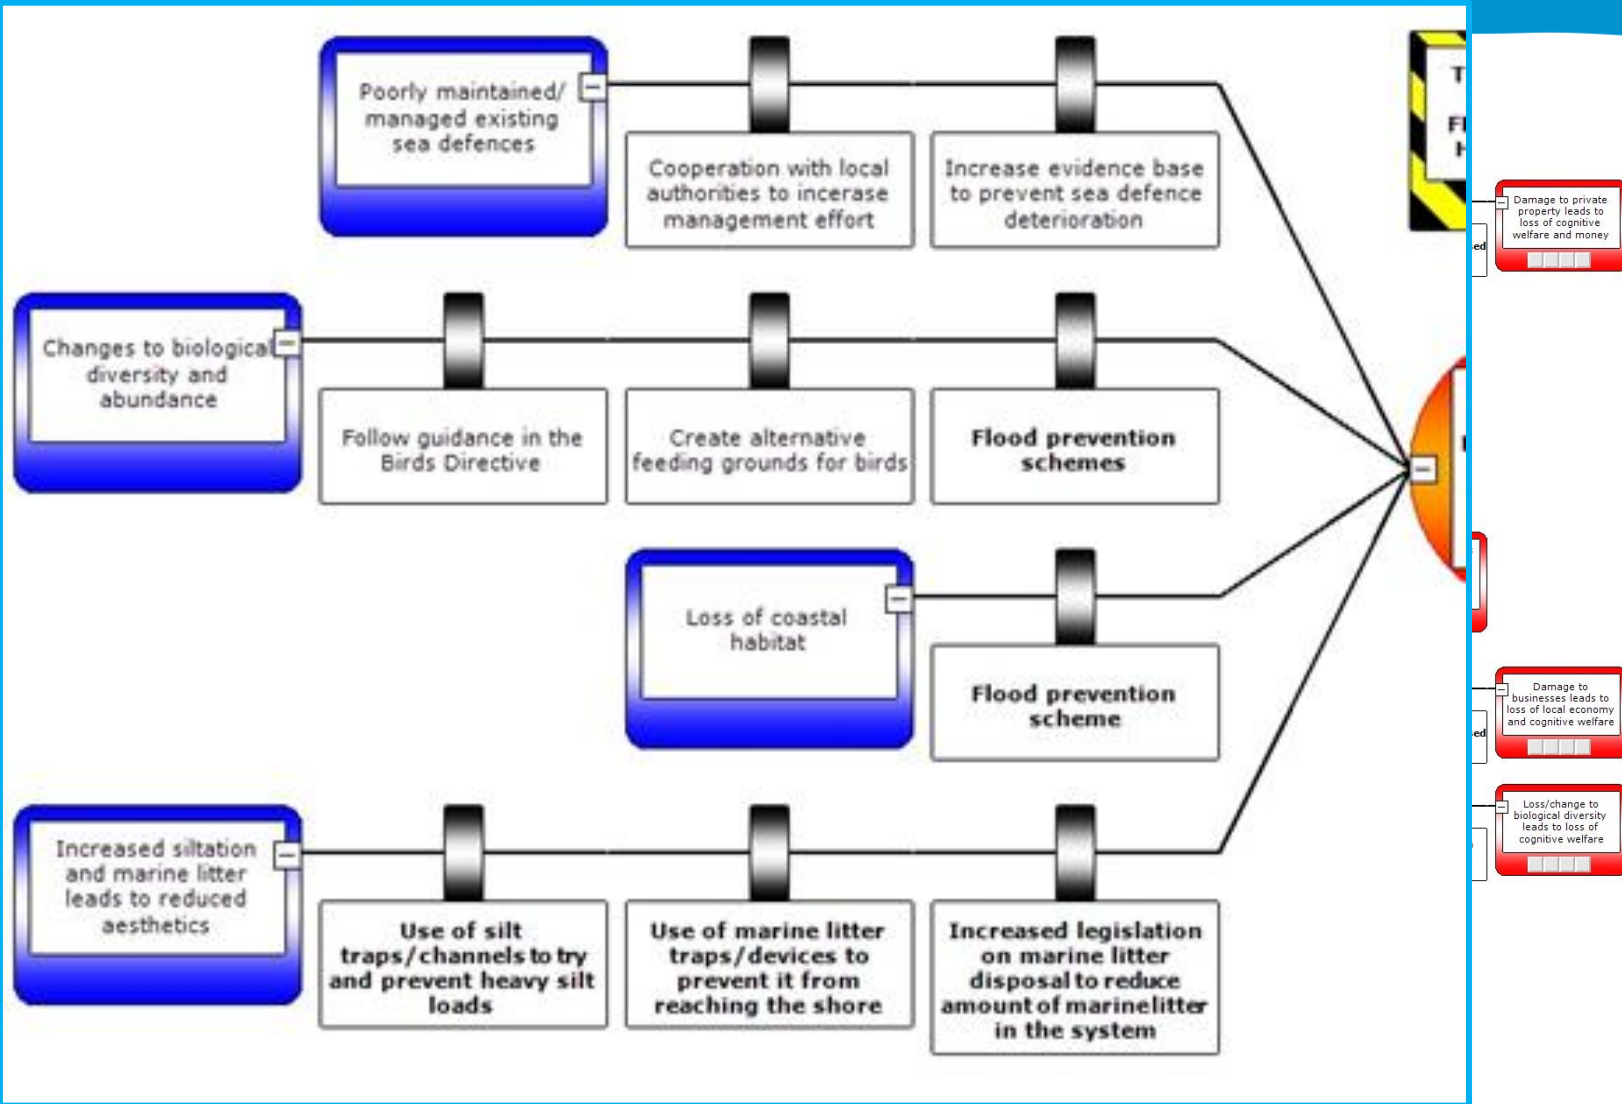 Poorly maintained/
managed existing
sea defences
Cooperation with local
authorities to incerase
management effort
Increase evidence base
to prevent sea defence
deterioration
Changes to biological
diversity and
abundance
Follow guidance in the
Birds Directive
Create alternative
feeding grounds for birds
Flood prevention
schemes
Loss of coastal
habitat
Flood prevention
scheme
Increased siltation
and marine litter
leads to reduced
aesthetics
Use of silt
traps/channels to try
and prevent heavy silt
loads
Use of marine litter
traps/devices to
prevent it from
reaching the shore
Increased legislation
on marine litter
disposal to reduce
amount of marine litter
in the system
Damage to private
property leads to
loss of cognitive
welfare and money
Damage to
businesses leads to
loss of local economy
and cognitive welfare
Loss/change to
biological diversity
leads to loss of
cognitive welfare